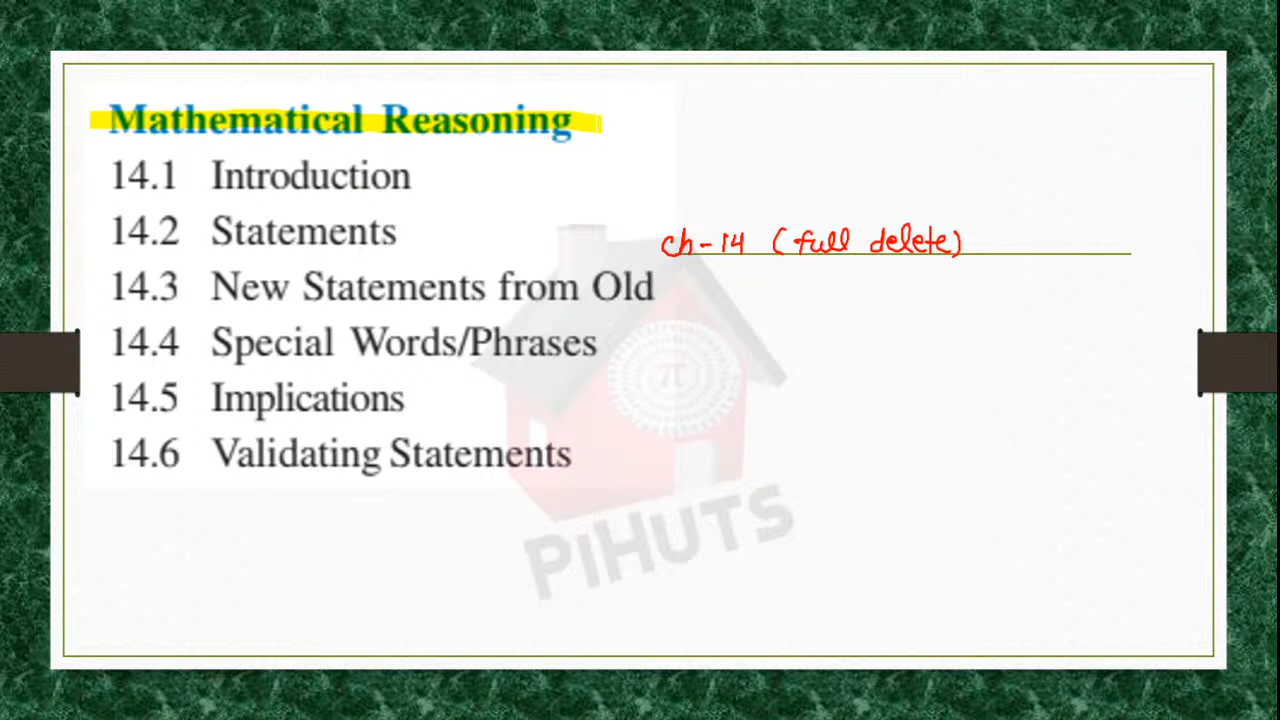 Mathematical Reasoning
14.1 Introduction
14.2 Statements
ch-14 (full delete)
14.3 New Statements from Old
14.4 Special Words/Phrases
14.5 Implications
14.6 Validating Statements
π
PiHUTS